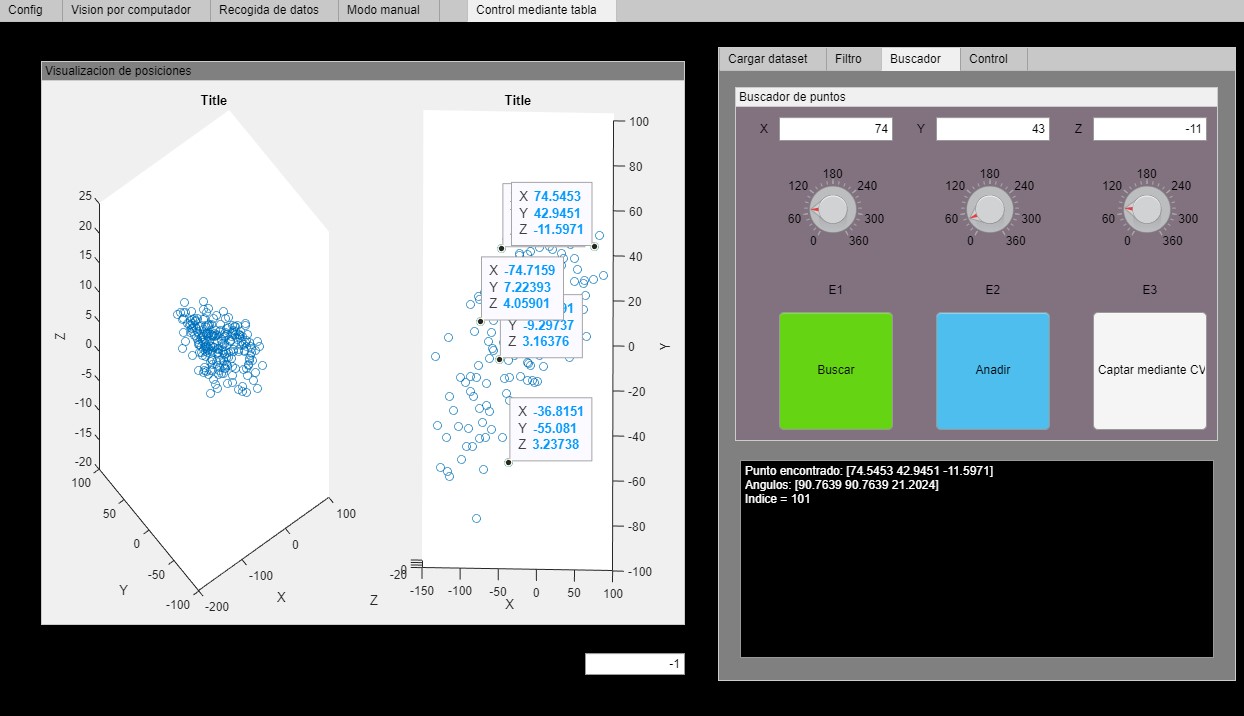 Config
Vision por computador
Recogida de datos
Modo manual
Control mediante tabla
Visualizacion de posiciones
Title
25
20
15
10
5
0
-5
-10
-15
-20
Z
100
50
0
-50
-100
Y
-200
-100
0
100
X
Title
100
80
60
40
20
0
-20
-40
-60
-80
-100
Y
X 74.5453
Y 42.9451
Z -11.5971
X -74.7159
Y 7.22393
Z 4.05901
91
Y -9.29737
Z 3.16376
X -36.8151
Y -55.081
Z 3.23738
0
-20
Z
-150
-100
-50
0
50
100
X
-1
Cargar dataset
Filtro
Buscador
Control
Buscador de puntos
X 74
Y 43
Z -11
0
60
120
180
240
300
360
E1
0
60
120
180
240
300
360
E2
0
60
120
180
240
300
360
E3
Buscar
Anadir
Captar mediante CV
Punto encontrado: [74.5453 42.9451 -11.5971]
Angulos: [90.7639 90.7639 21.2024]
Indice = 101